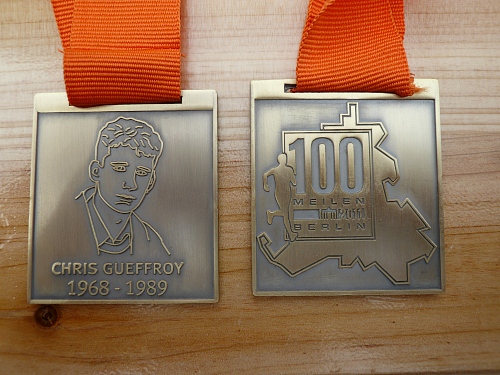 CHRIS GUEFFROY
1968 - 1989
100
MEILEN
BERLIN